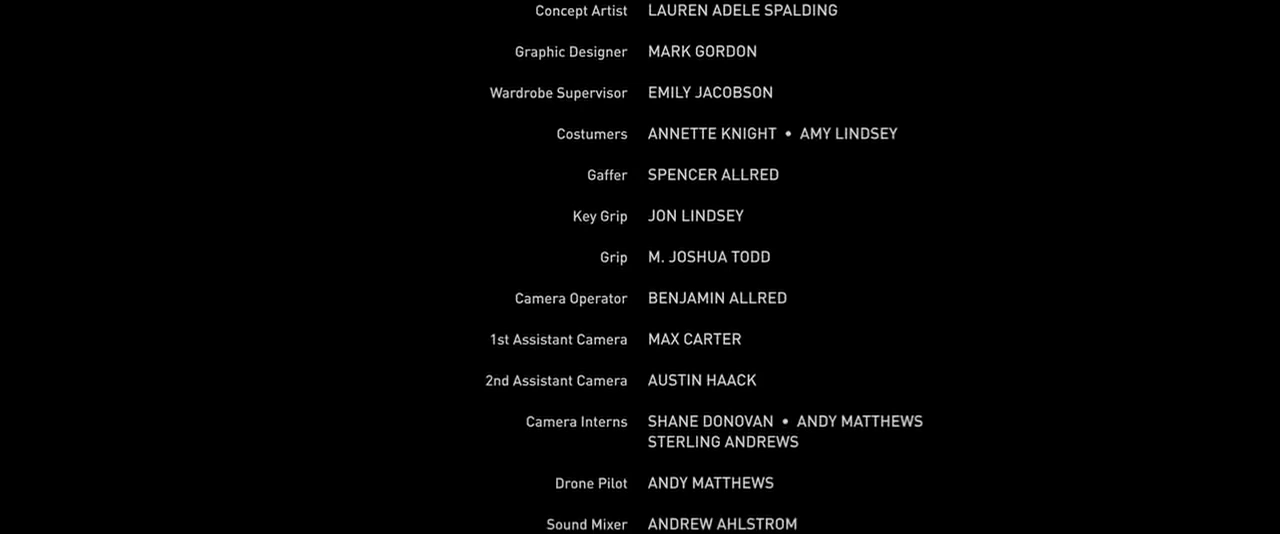 Concept Artist LAUREN ADELE SPALDING
Graphic Designer MARK GORDON
Wardrobe Supervisor EMILY JACOBSON
Costumers ANNETTE KNIGHT • AMY LINDSEY
Gaffer SPENCER ALLRED
Key Grip JON LINDSEY
Grip M. JOSHUA TODD
Camera Operator BENJAMIN ALLRED
1st Assistant Camera MAX CARTER
2nd Assistant Camera AUSTIN HAACK
Camera Interns SHANE DONOVAN • ANDY MATTHEWS
STERLING ANDREWS
Drone Pilot ANDY MATTHEWS
Sound Mixer ANDREW AHLSTROM